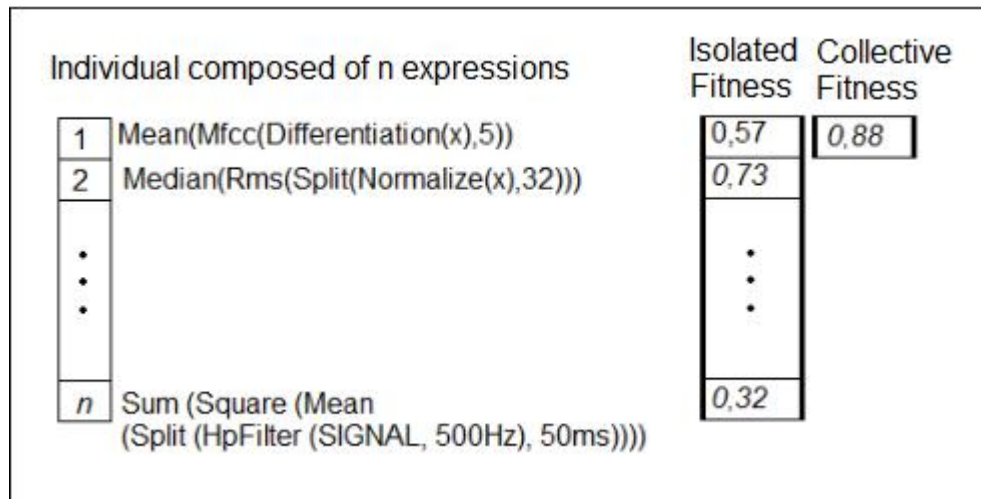 Isolated Collective
Individual composed of n expressions
Fitness Fitness
1 Mean(Mfcc(Differentiation(x),5)) 0,57 0,88
2 Median(Rms(Split(Normalize(x),32))) 0,73
n Sum (Square (Mean 0,32
(Split (HpFilter (SIGNAL, 500Hz), 50ms))))